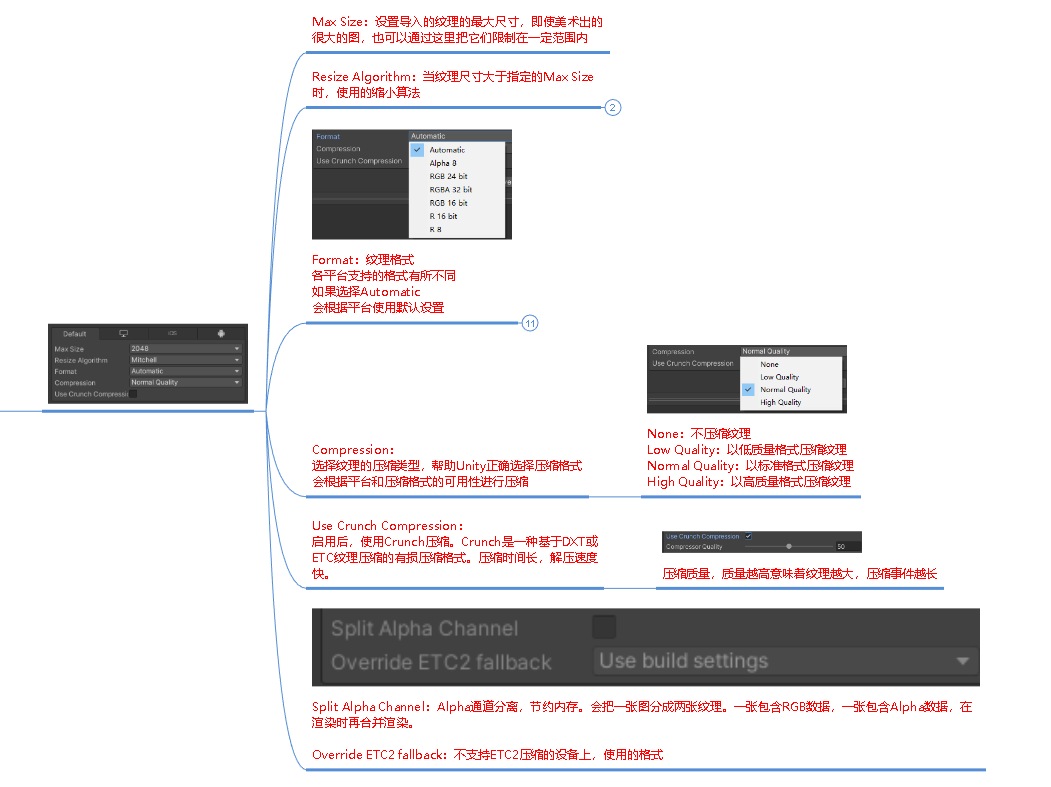 Max Size：设置导入的纹理的最大尺寸，即使美术出的
很大的图，也可以通过这里把它们限制在一定范围内
Resize Algorithm：当纹理尺寸大于指定的Max Size
时，使用的缩小算法
2
Format
Automatic
Compression
Use Crunch Compression
Automatic
Alpha 8
RGB 24 bit
RGBA 32 bit
RGB 16 bit
R 16 bit
R 8
Format：纹理格式
各平台支持的格式有所不同
如果选择Automatic
会根据平台使用默认设置
11
Default
Max Size
2048
Resize Algorithm
Mitchell
Format
Automatic
Compression
Normal Quality
Use Crunch Compressi
Compression：
选择纹理的压缩类型，帮助Unity正确选择压缩格式
会根据平台和压缩格式的可用性进行压缩
Compression
Normal Quality
Use Crunch Compression
None
Low Quality
Normal Quality
High Quality
None：不压缩纹理
Low Quality：以低质量格式压缩纹理
Normal Quality：以标准格式压缩纹理
High Quality：以高质量格式压缩纹理
Use Crunch Compression：
启用后，使用Crunch压缩。Crunch是一种基于DXT或
ETC纹理压缩的有损压缩格式。压缩时间长，解压速度
快。
Use Crunch Compression
Compressor Quality
50
压缩质量，质量越高意味着纹理越大，压缩事件越长
Split Alpha Channel
Override ETC2 fallback
Use build settings
Split Alpha Channel：Alpha通道分离，节约内存。会把一张图分成两张纹理。一张包含RGB数据，一张包含Alpha数据，在
渲染时再合并渲染。
Override ETC2 fallback：不支持ETC2压缩的设备上，使用的格式